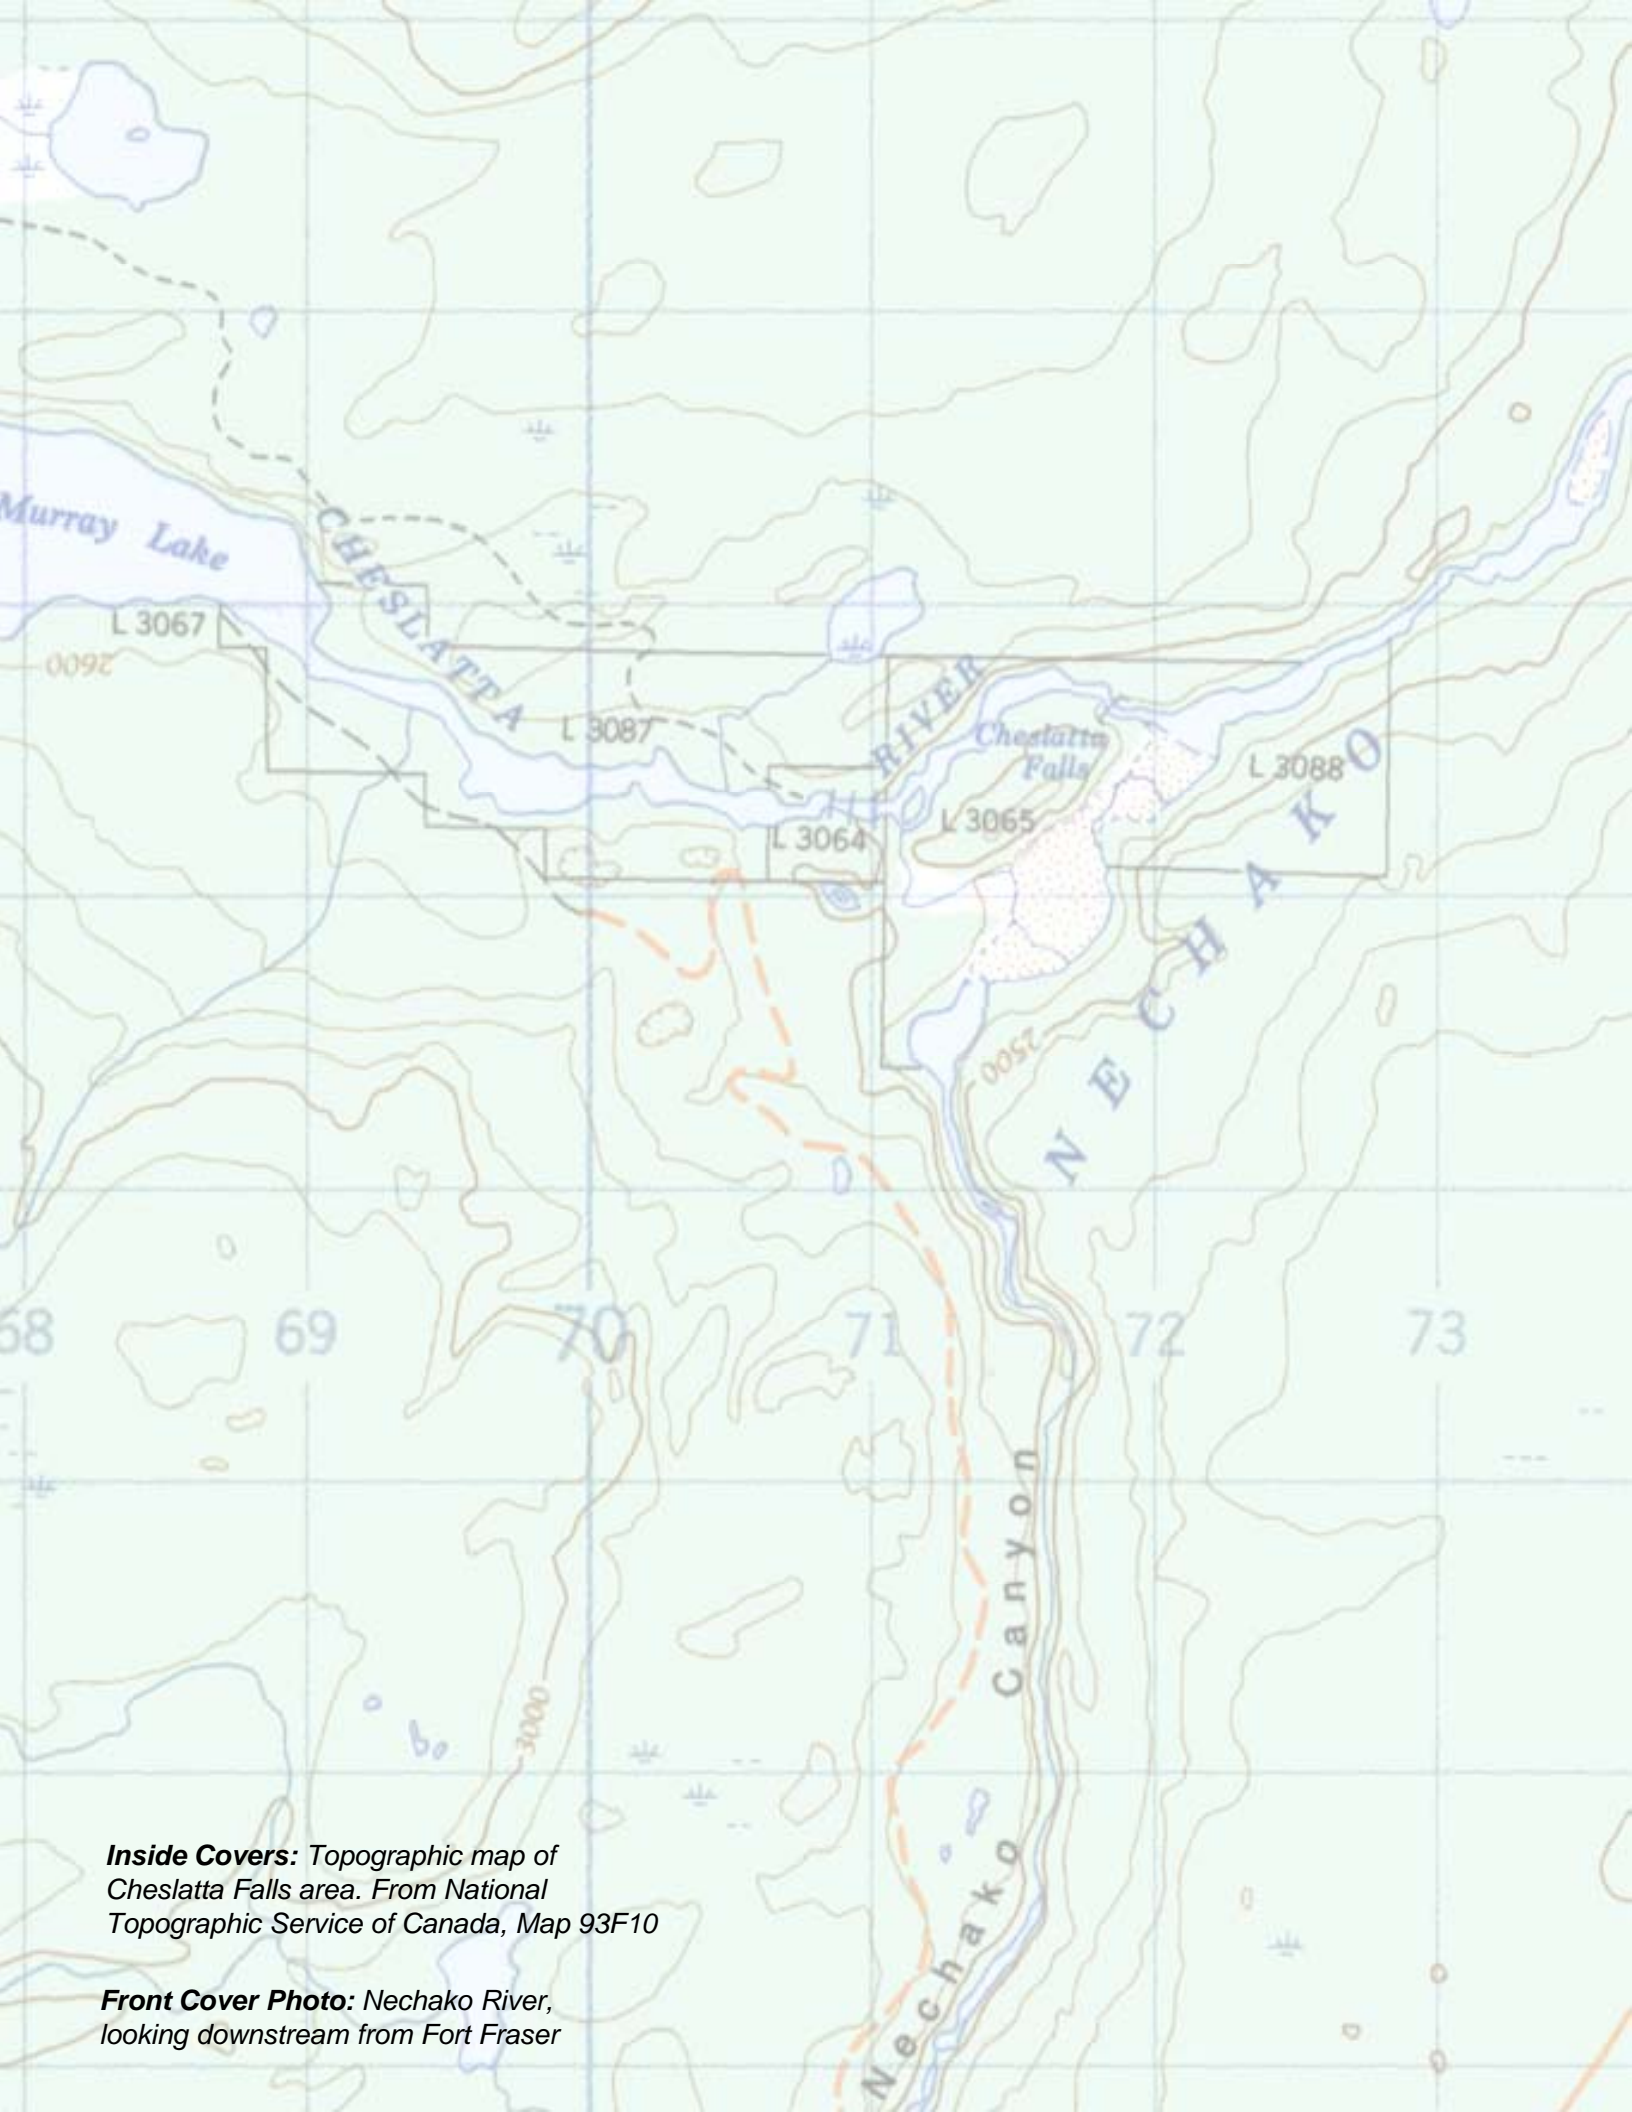 Murray Lake
CHESLATTA
L 3067
2600
L 3087
RIVER
Cheslatta
Falls
L 3088
L 3065
L 3064
NECHAKO
2500
68
69
70
71
72
73
Nechako Canyon
3000
Inside Covers: Topographic map of
Cheslatta Falls area. From National
Topographic Service of Canada, Map 93F10
Front Cover Photo: Nechako River,
looking downstream from Fort Fraser